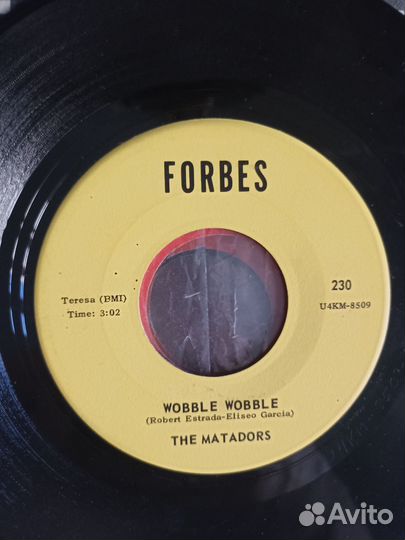 FORBES
Teresa (BMI)
Time: 3:02
230
U4KM-8509
WOBBLE WOBBLE
(Robert Estrada-Eliseo Garcia)
THE MATADORS
Avito